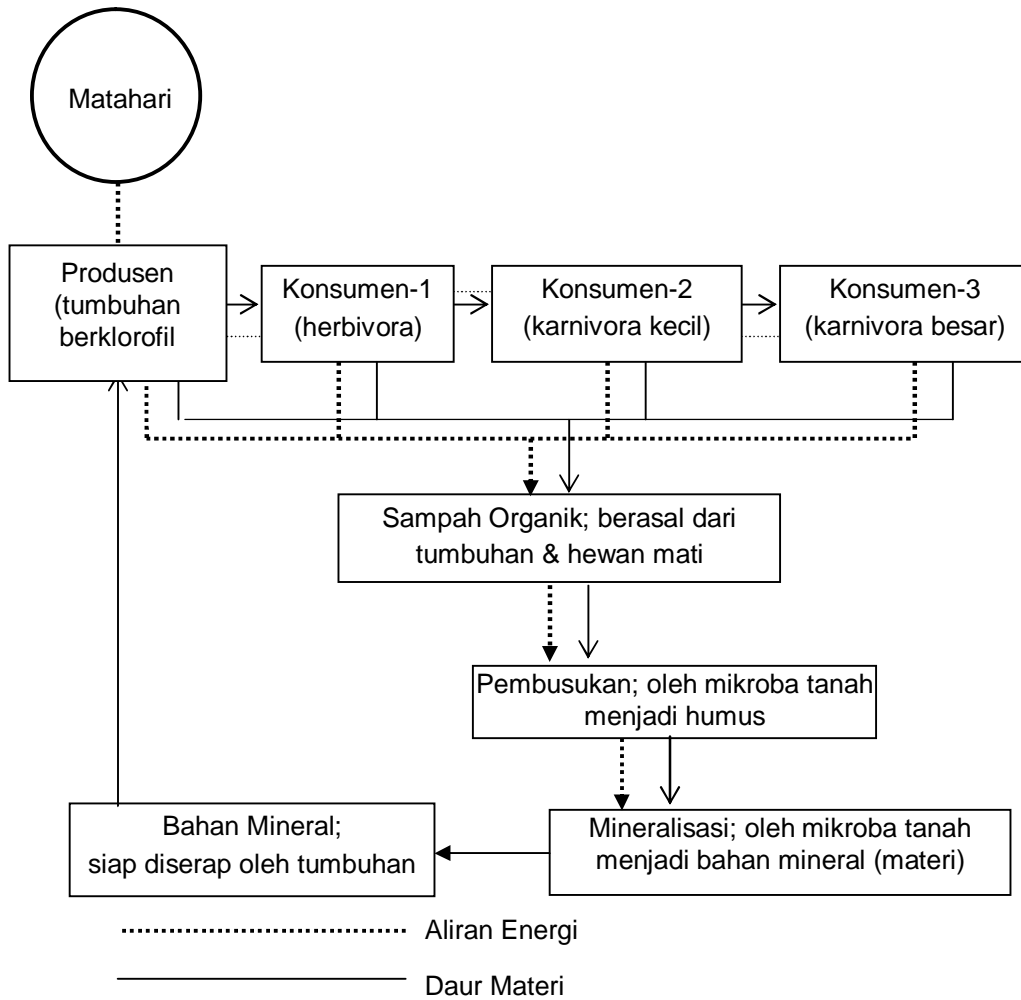 Matahari
Produsen
(tumbuhan
berklorofil
Konsumen-1
(herbivora)
Konsumen-2
(karnivora kecil)
Konsumen-3
(karnivora besar)
Sampah Organik; berasal dari
tumbuhan & hewan mati
Pembusukan; oleh mikroba tanah
menjadi humus
Bahan Mineral;
siap diserap oleh tumbuhan
Mineralisasi; oleh mikroba tanah
menjadi bahan mineral (materi)
Aliran Energi
Daur Materi